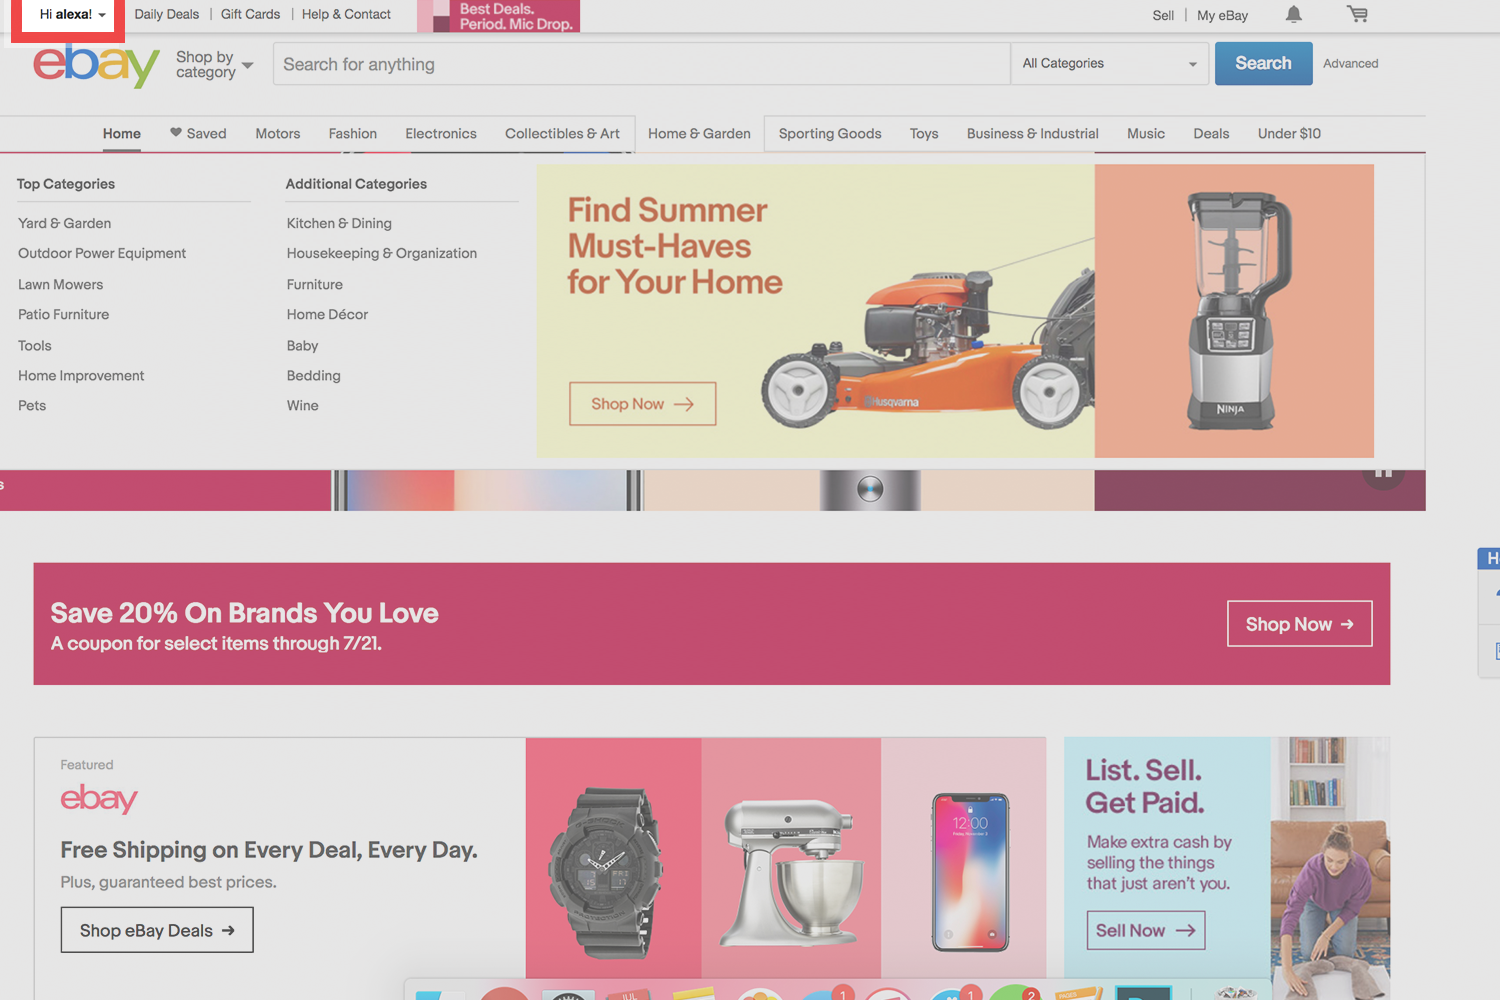 Hi alexa!
Daily Deals | Gift Cards | Help & Contact
Best Deals.
Period. Mic Drop.
Sell | My eBay
ebay
Shop by
category
Search for anything
All Categories
Search
Advanced
Home
Saved
Motors
Fashion
Electronics
Collectibles & Art
Home & Garden
Sporting Goods
Toys
Business & Industrial
Music
Deals
Under $10
Top Categories
Yard & Garden
Outdoor Power Equipment
Lawn Mowers
Patio Furniture
Tools
Home Improvement
Pets
Additional Categories
Kitchen & Dining
Housekeeping & Organization
Furniture
Home Décor
Baby
Bedding
Wine
Find Summer
Must-Haves
for Your Home
Shop Now
Husqvarna
NINJA
s
Save 20% On Brands You Love
A coupon for select items through 7/21.
Shop Now
Featured
ebay
Free Shipping on Every Deal, Every Day.
Plus, guaranteed best prices.
Shop eBay Deals
12:00
List. Sell.
Get Paid.
Make extra cash by
selling the things
that just aren't you.
Sell Now
JUL
1
1
2
PAGES